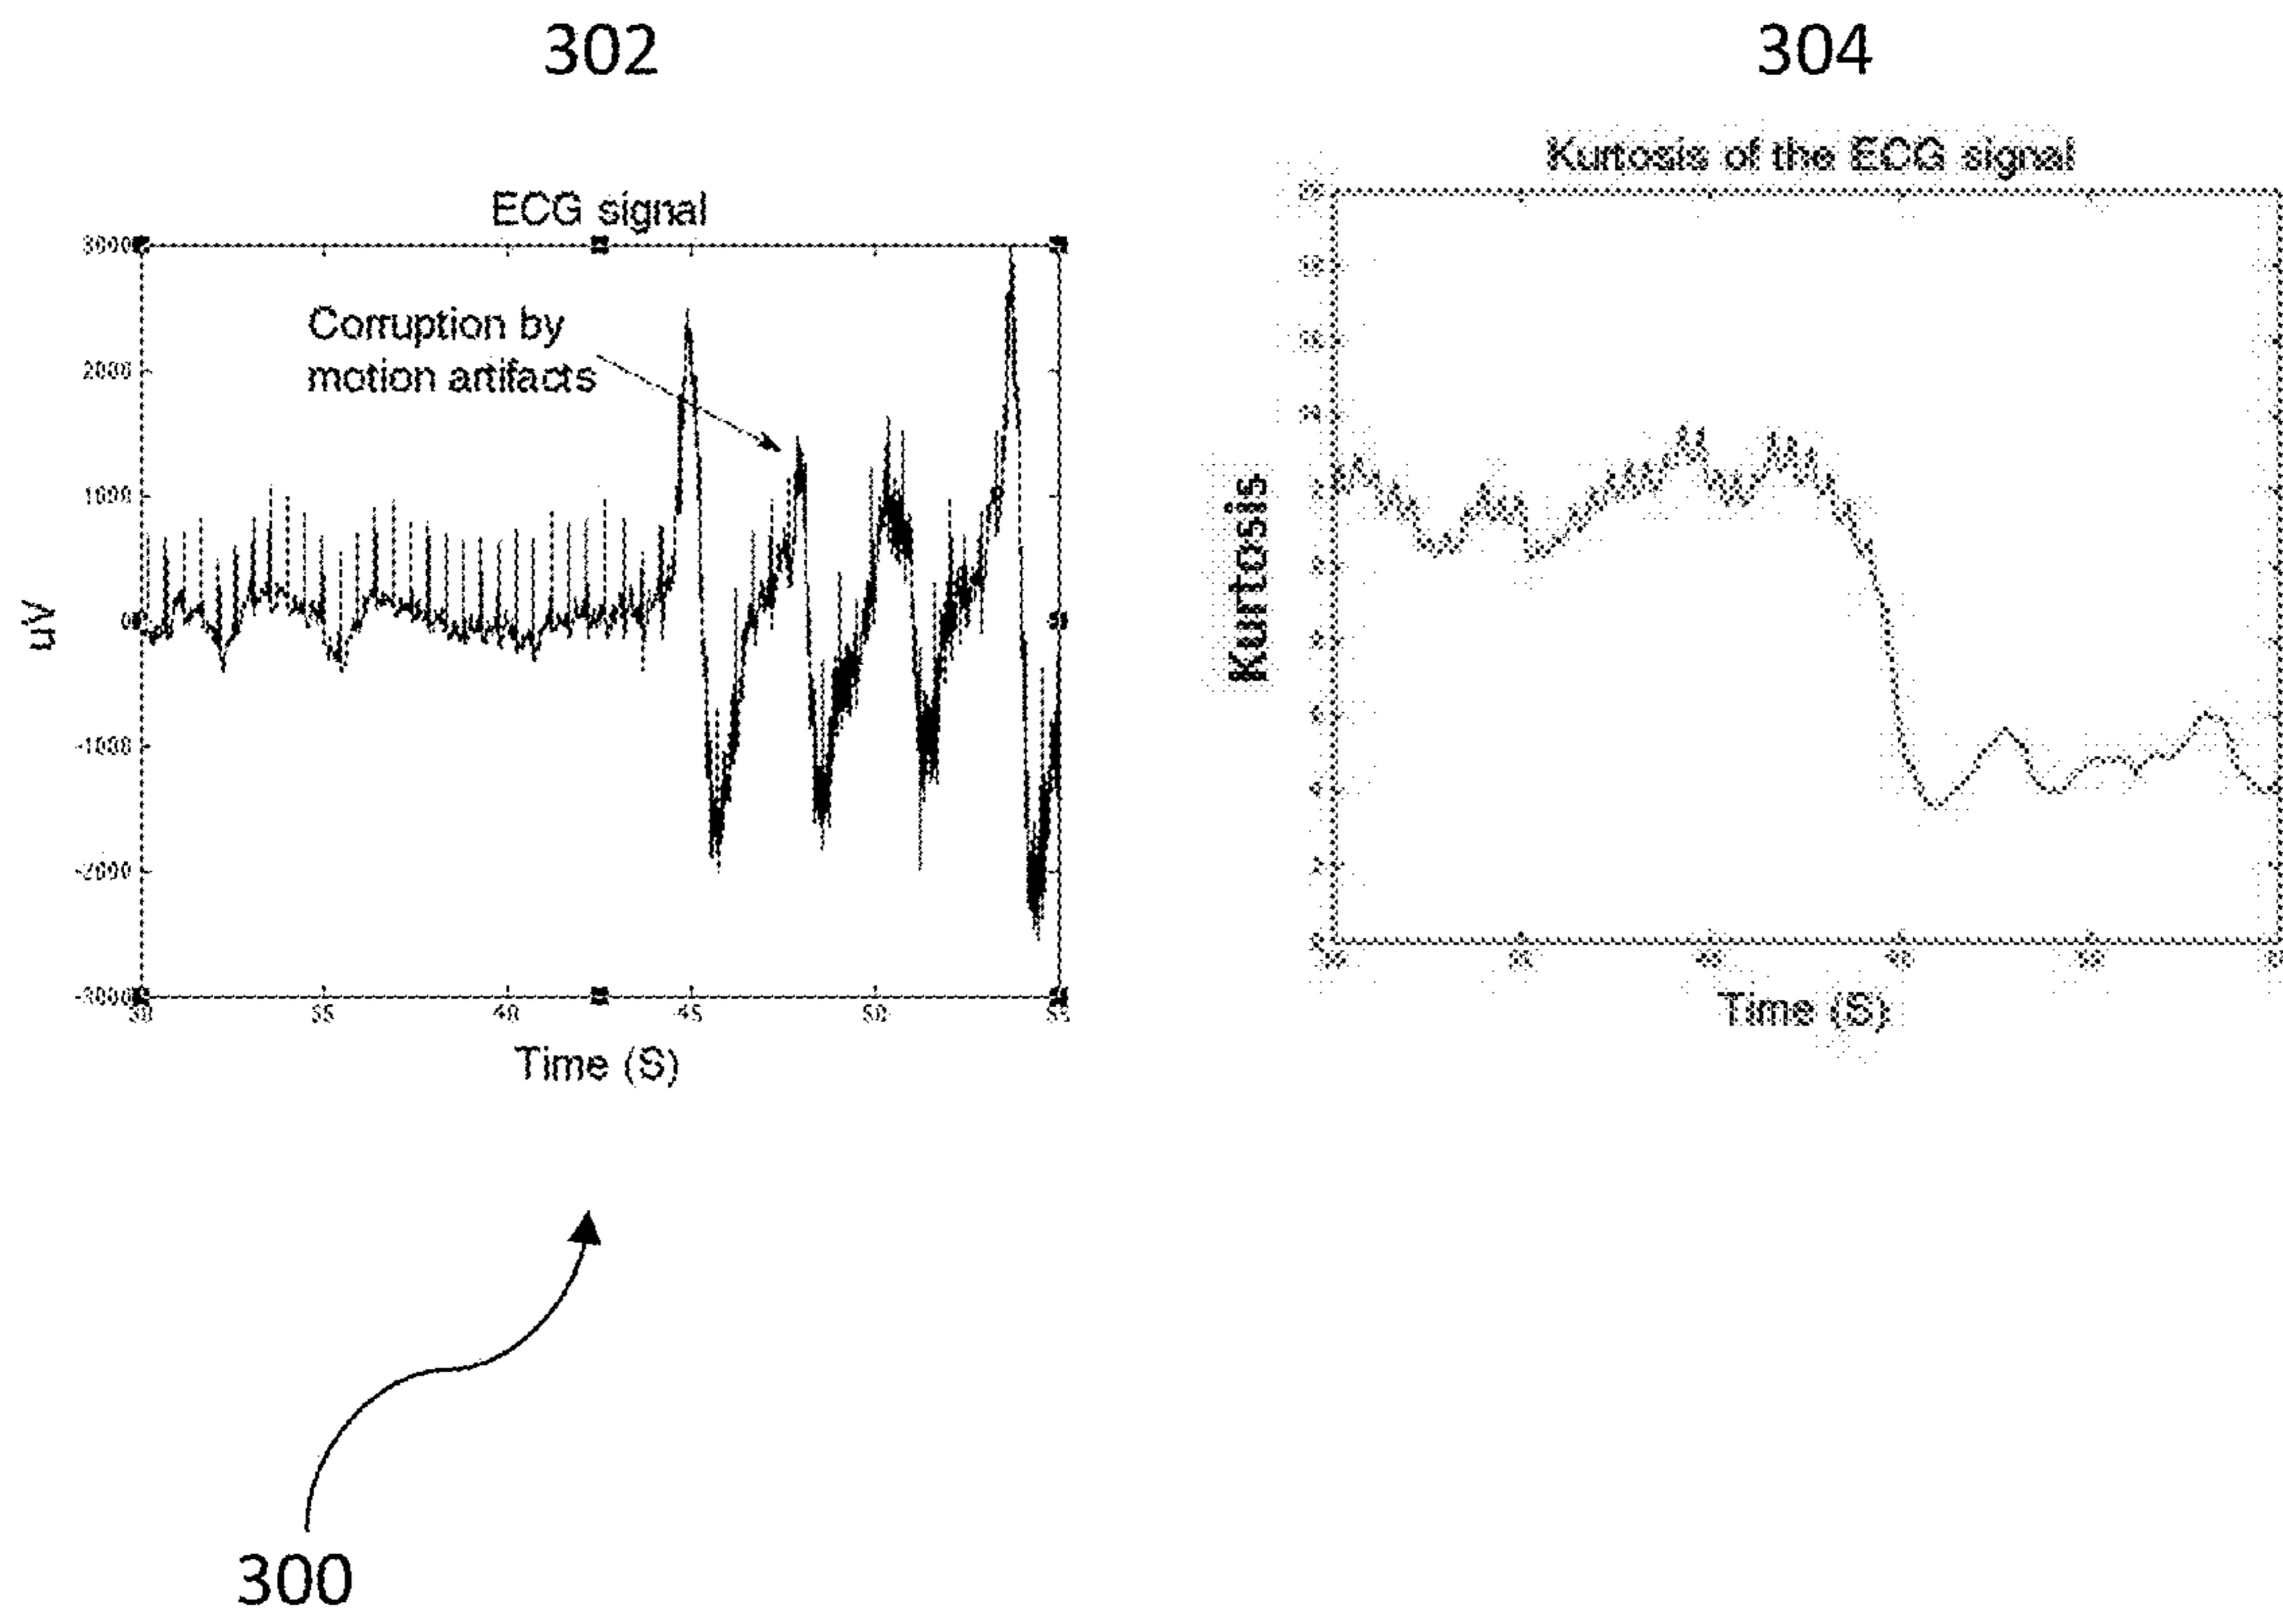 302
304
ECG signal
3000
2000
1000
0
-1000
-2000
-3000
uV
Corruption by
motion artifacts
30 35 40 45 50 55
Time (S)
Kurtosis of the ECG signal
Kurtosis
Time (S)
300